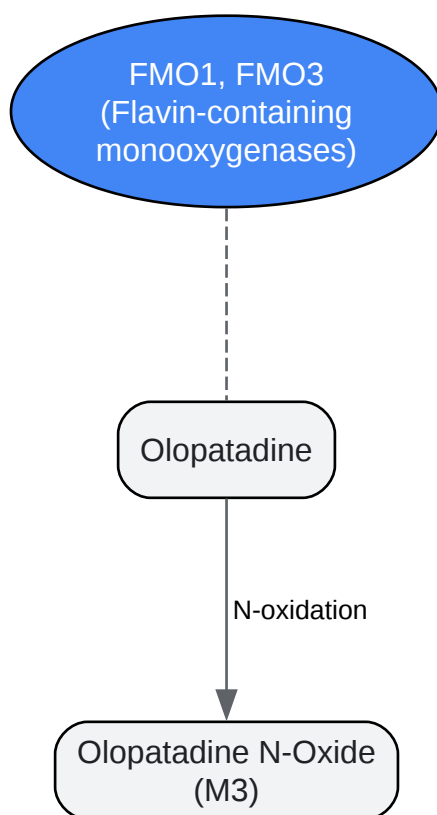 FMO1, FMO3
(Flavin-containing
monooxygenases)
Olopatadine
N-oxidation
Olopatadine N-Oxide
(M3)